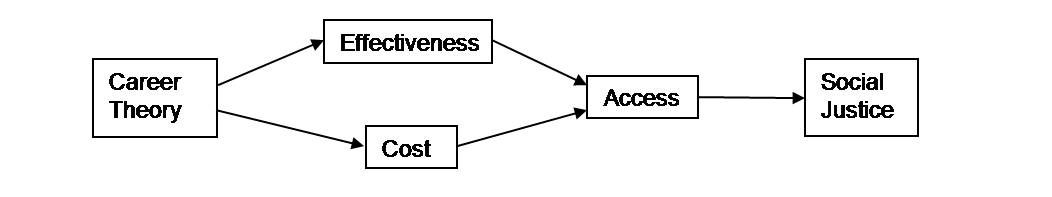 Effectiveness
Career
Theory
Access
Social
Justice
Cost